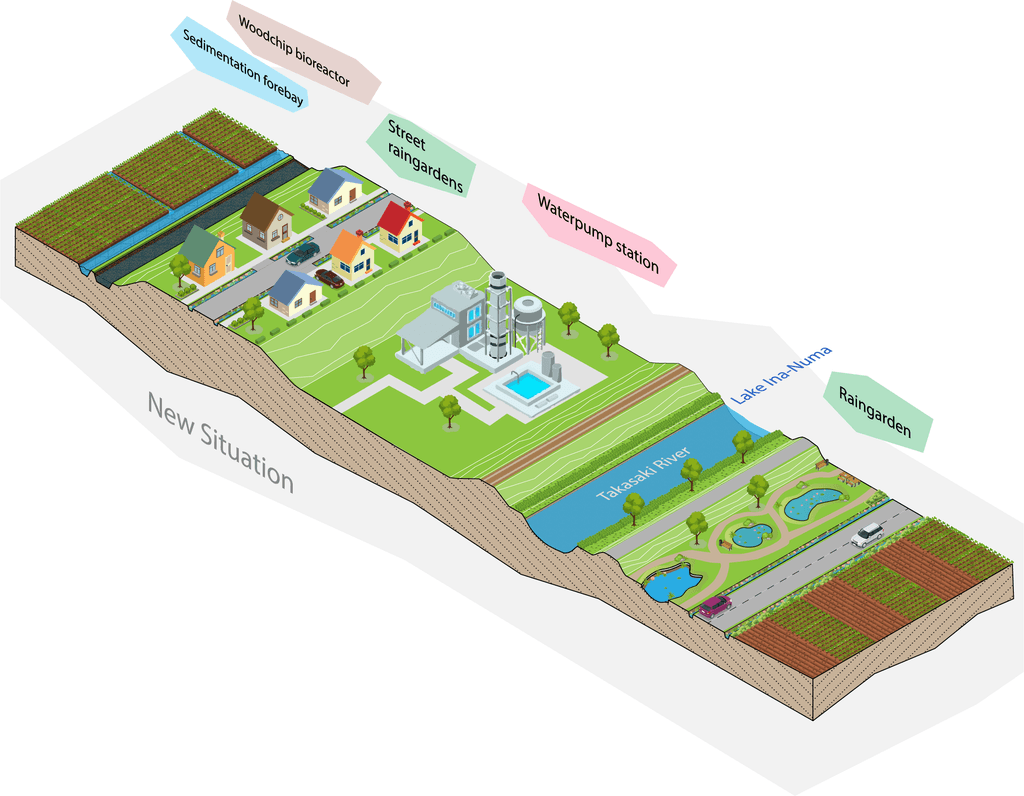 Woodchip bioreactor
Sedimentation forebay
Street
raingardens
Waterpump station
Lake Ina-Numa
Raingarden
Takasaki River
New Situation